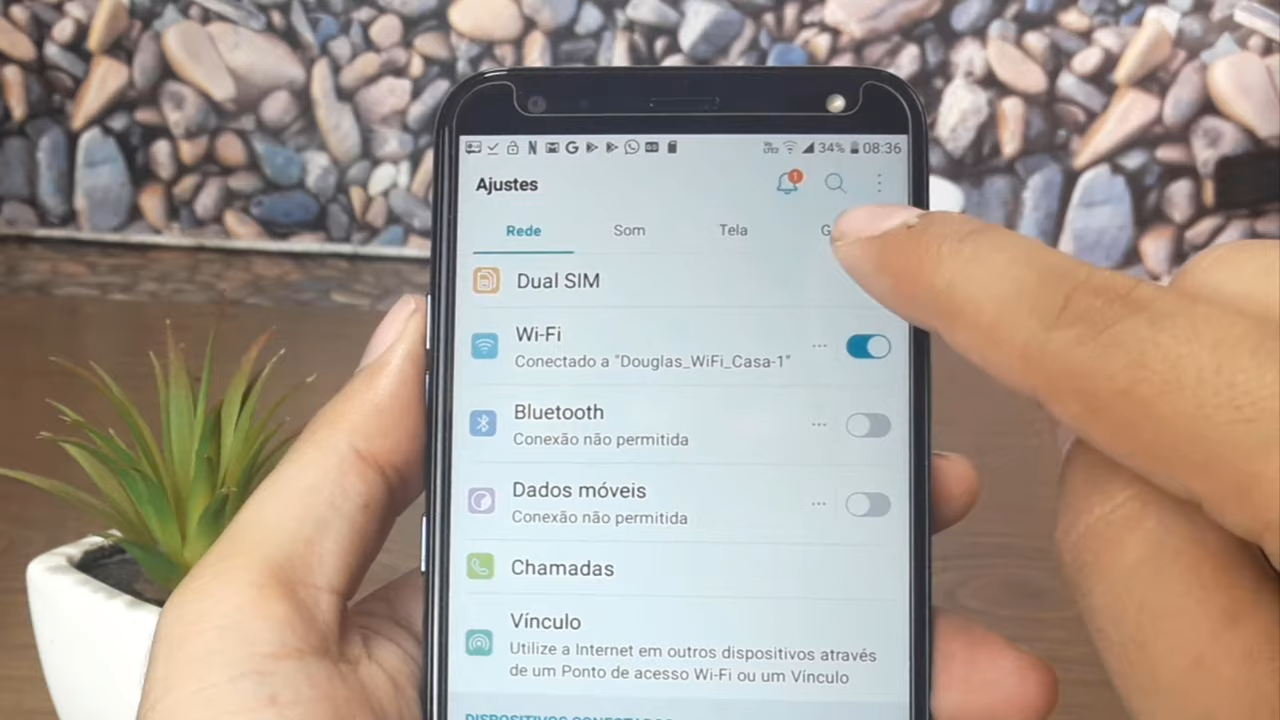 34% 08:36
Ajustes
1
Rede Som Tela
Dual SIM
Wi-Fi
Conectado a "Douglas_WiFi_Casa-1"
Bluetooth
Conexão não permitida
Dados móveis
Conexão não permitida
Chamadas
Vínculo
Utilize a Internet em outros dispositivos através
de um Ponto de acesso Wi-Fi ou um Vínculo